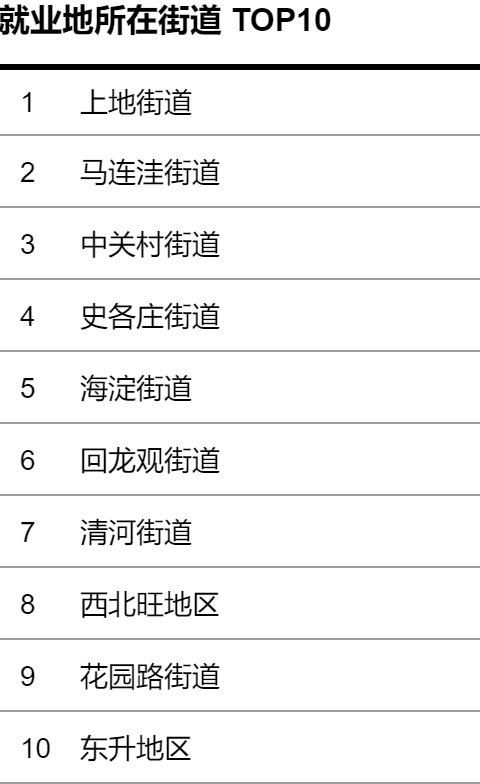 就业地所在街道 TOP10
1 上地街道
2 马连洼街道
3 中关村街道
4 史各庄街道
5 海淀街道
6 回龙观街道
7 清河街道
8 西北旺地区
9 花园路街道
10 东升地区